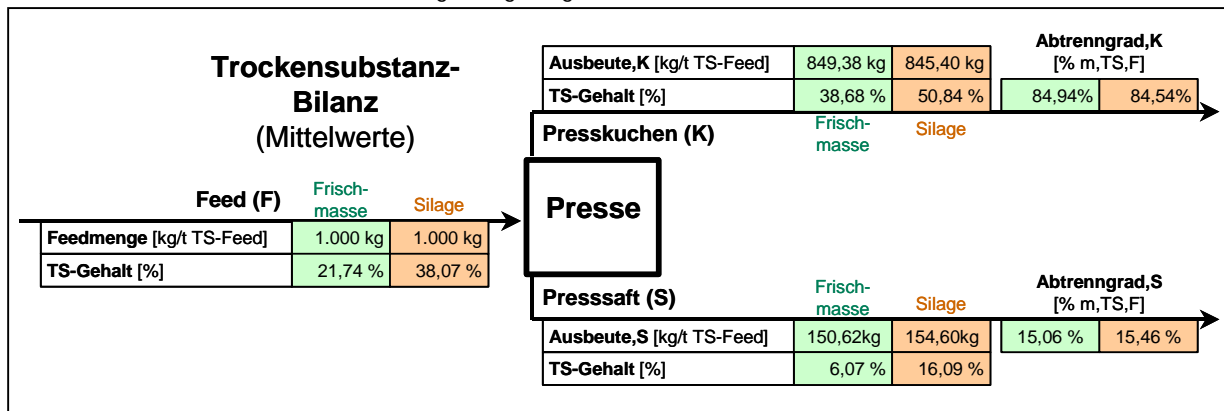 Trockensubstanz-
Bilanz
(Mittelwerte)
Feed (F)
Frisch-
masse
Silage
Feedmenge [kg/t TS-Feed] 1.000 kg 1.000 kg
TS-Gehalt [%] 21,74 % 38,07 %
Presse
Abtrenngrad,K
[% m,TS,F]
Ausbeute,K [kg/t TS-Feed] 849,38 kg 845,40 kg
TS-Gehalt [%] 38,68 % 50,84 % 84,94% 84,54%
Presskuchen (K)
Frisch-
masse
Silage
Presssaft (S)
Frisch-
masse
Silage
Abtrenngrad,S
[% m,TS,F]
Ausbeute,S [kg/t TS-Feed] 150,62kg 154,60kg 15,06 % 15,46 %
TS-Gehalt [%] 6,07 % 16,09 %